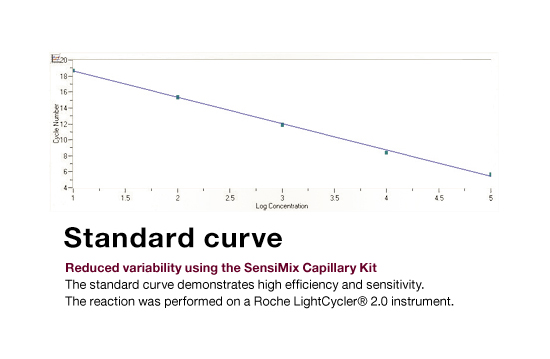 20
18
16
14
12
10
8
6
4
Cycle Number
1 1.5 2 2.5 3 3.5 4 4.5 5
Log Concentration
Standard curve
Reduced variability using the SensiMix Capillary Kit
The standard curve demonstrates high efficiency and sensitivity.
The reaction was performed on a Roche LightCycler® 2.0 instrument.